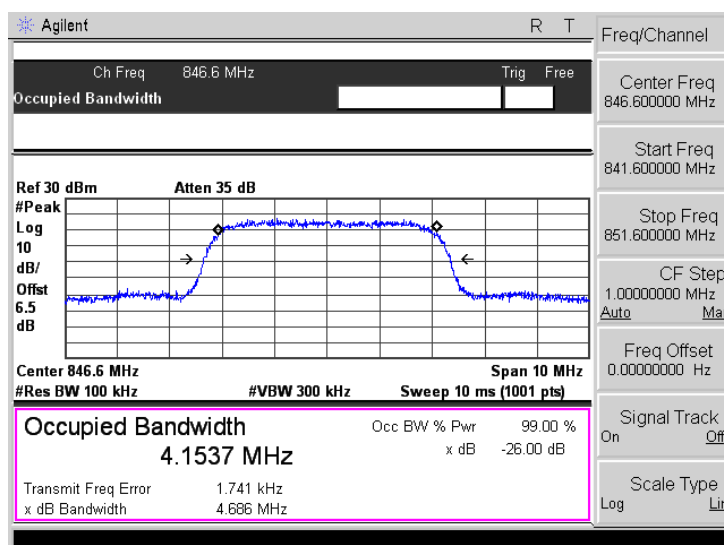 Agilent R T
Ch Freq 846.6 MHz Trig Free
Occupied Bandwidth
Ref 30 dBm Atten 35 dB
#Peak
Log
10
dB/
Offst
6.5
dB
Center 846.6 MHz Span 10 MHz
#Res BW 100 kHz #VBW 300 kHz Sweep 10 ms (1001 pts)
Occupied Bandwidth Occ BW % Pwr 99.00 %
4.1537 MHz x dB -26.00 dB
Transmit Freq Error 1.741 kHz
x dB Bandwidth 4.686 MHz
Freq/Channel
Center Freq
846.600000 MHz
Start Freq
841.600000 MHz
Stop Freq
851.600000 MHz
CF Step
1.00000000 MHz
Auto Ma
Freq Offset
0.00000000 Hz
Signal Track
On Off
Scale Type
Log Lin